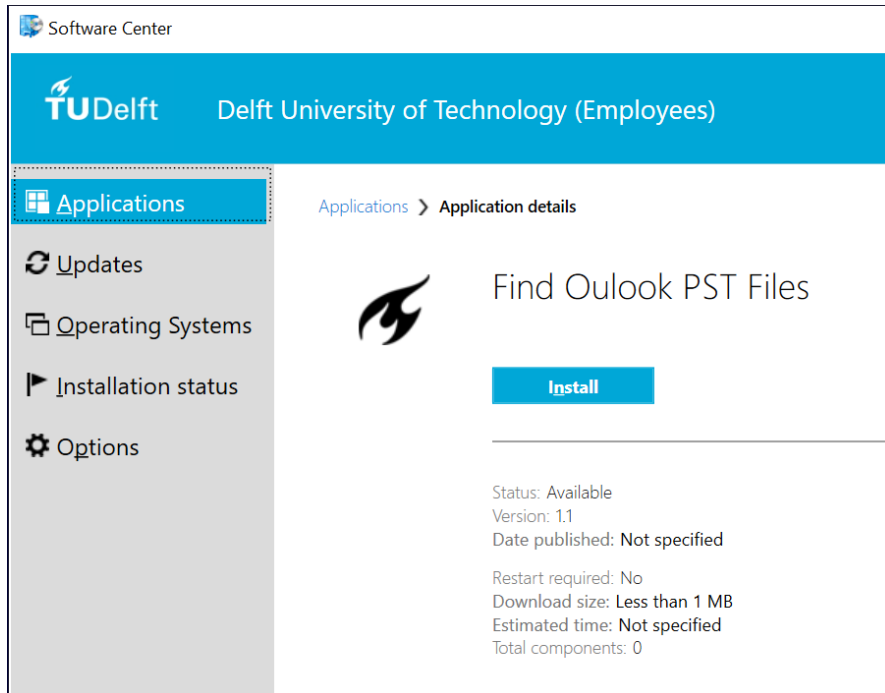 Software Center
TUDelft
Delft University of Technology (Employees)
Applications
Updates
Operating Systems
Installation status
Options
Applications ❯ Application details
Find Oulook PST Files
Install
Status: Available
Version: 1.1
Date published: Not specified
Restart required: No
Download size: Less than 1 MB
Estimated time: Not specified
Total components: 0